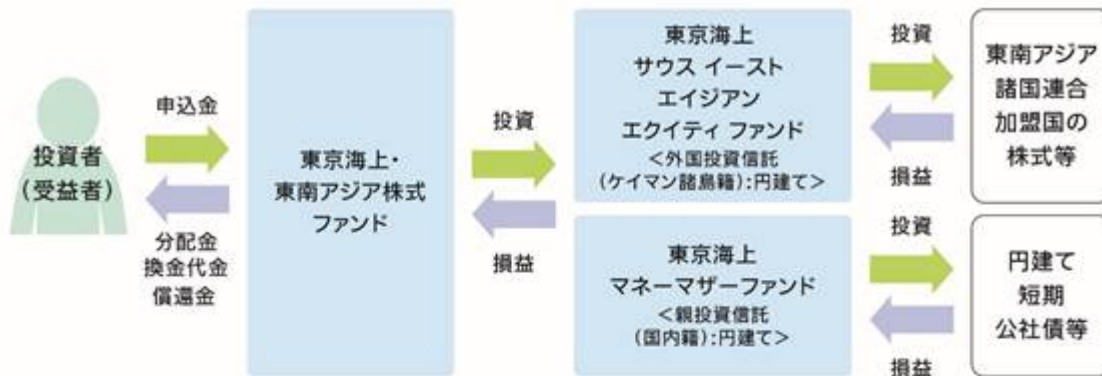 投資者
(受益者)
申込金
分配金
換金代金
償還金
東京海上・
東南アジア株式
ファンド
投資
損益
東京海上
サウス イースト
エイジアン
エクイティ ファンド
<外国投資信託
(ケイマン諸島籍):円建て>
東京海上
マネーマザーファンド
<親投資信託
(国内籍):円建て>
投資
損益
投資
損益
東南アジア
諸国連合
加盟国の
株式等
円建て
短期
公社債等